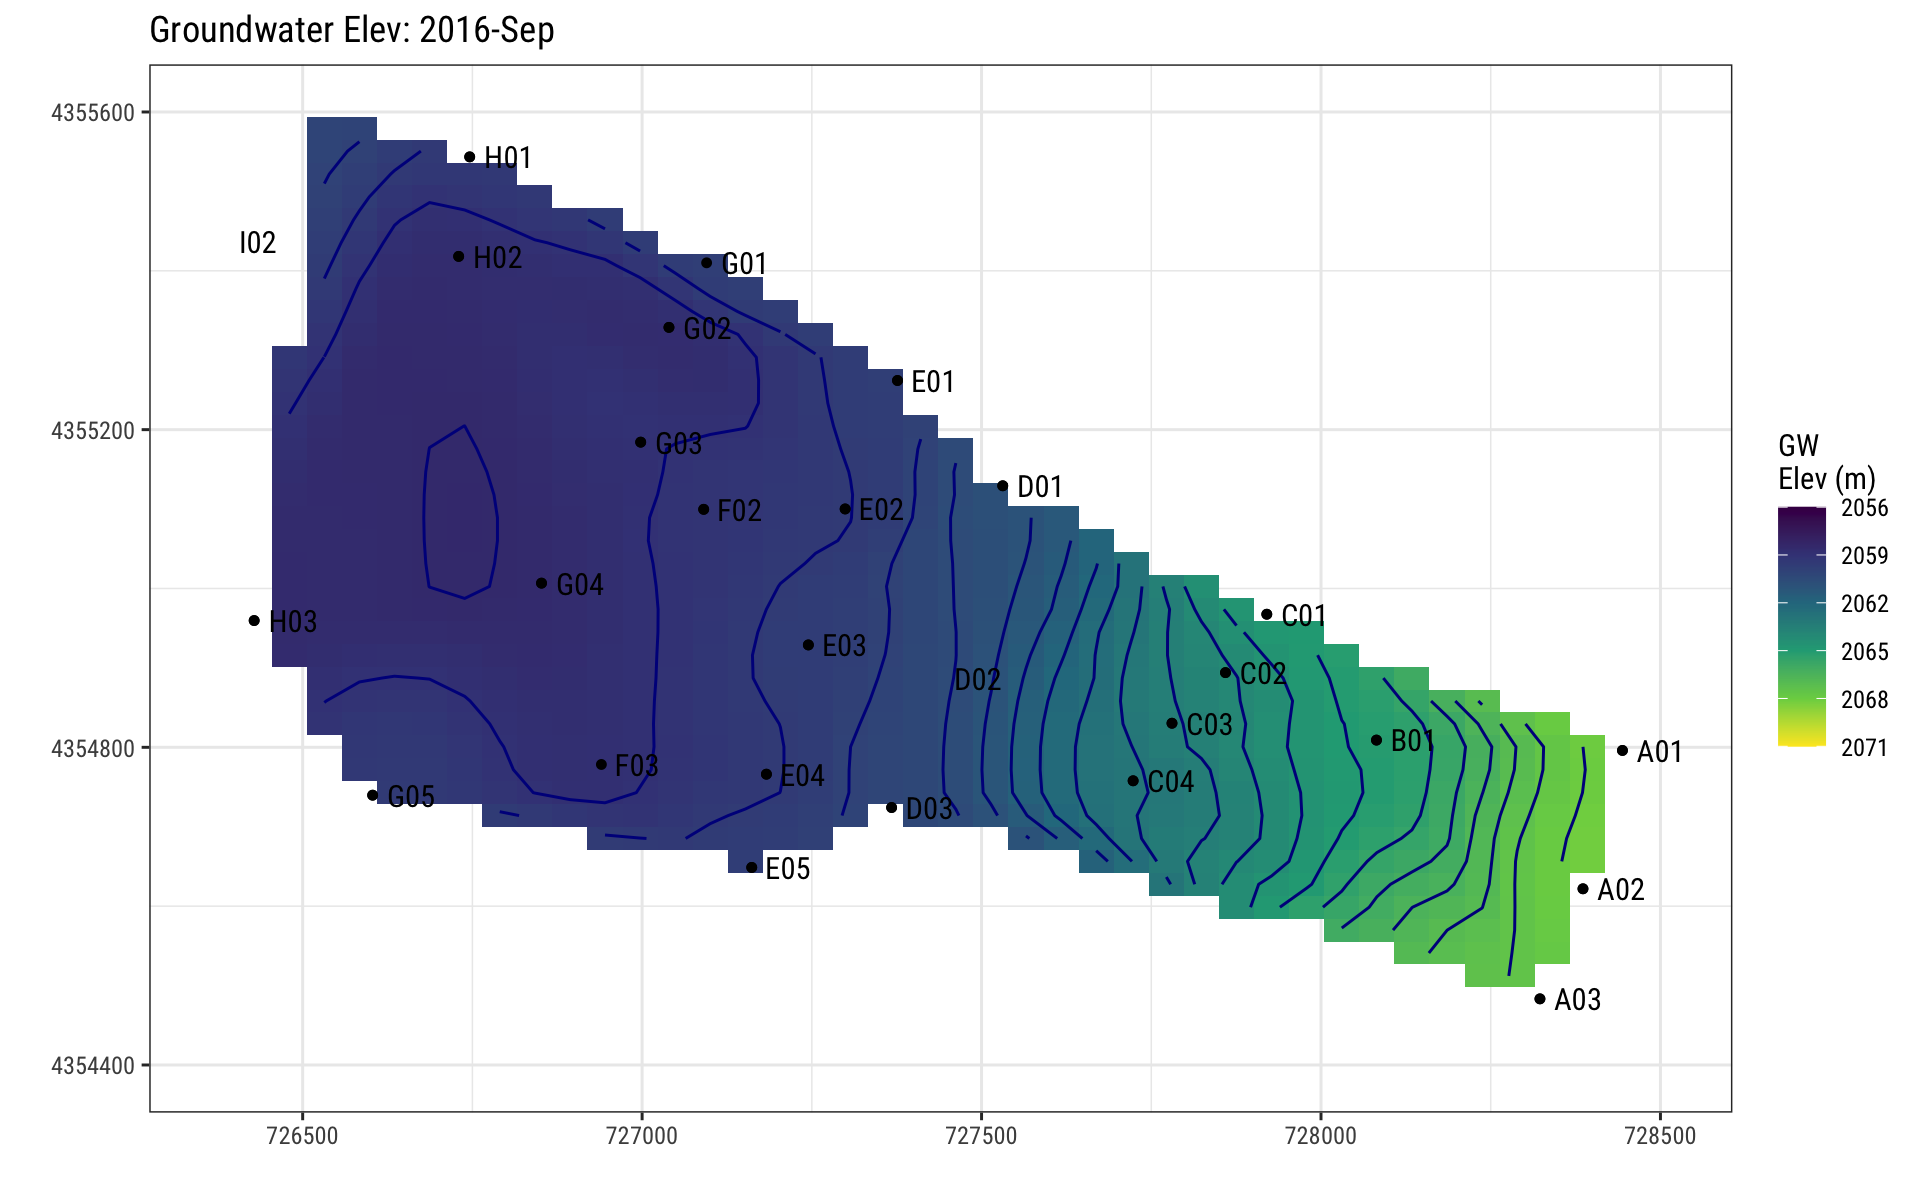 Groundwater Elev: 2016-Sep
4355600
4355200
4354800
4354400
H01
I02
H02
G01
G02
E01
G03
D01
F02
E02
G04
C01
H03
E03
C02
D02
C03
B01
A01
F03
E04
C04
G05
D03
E05
A02
A03
726500
727000
727500
728000
728500
GW
Elev (m)
2056
2059
2062
2065
2068
2071